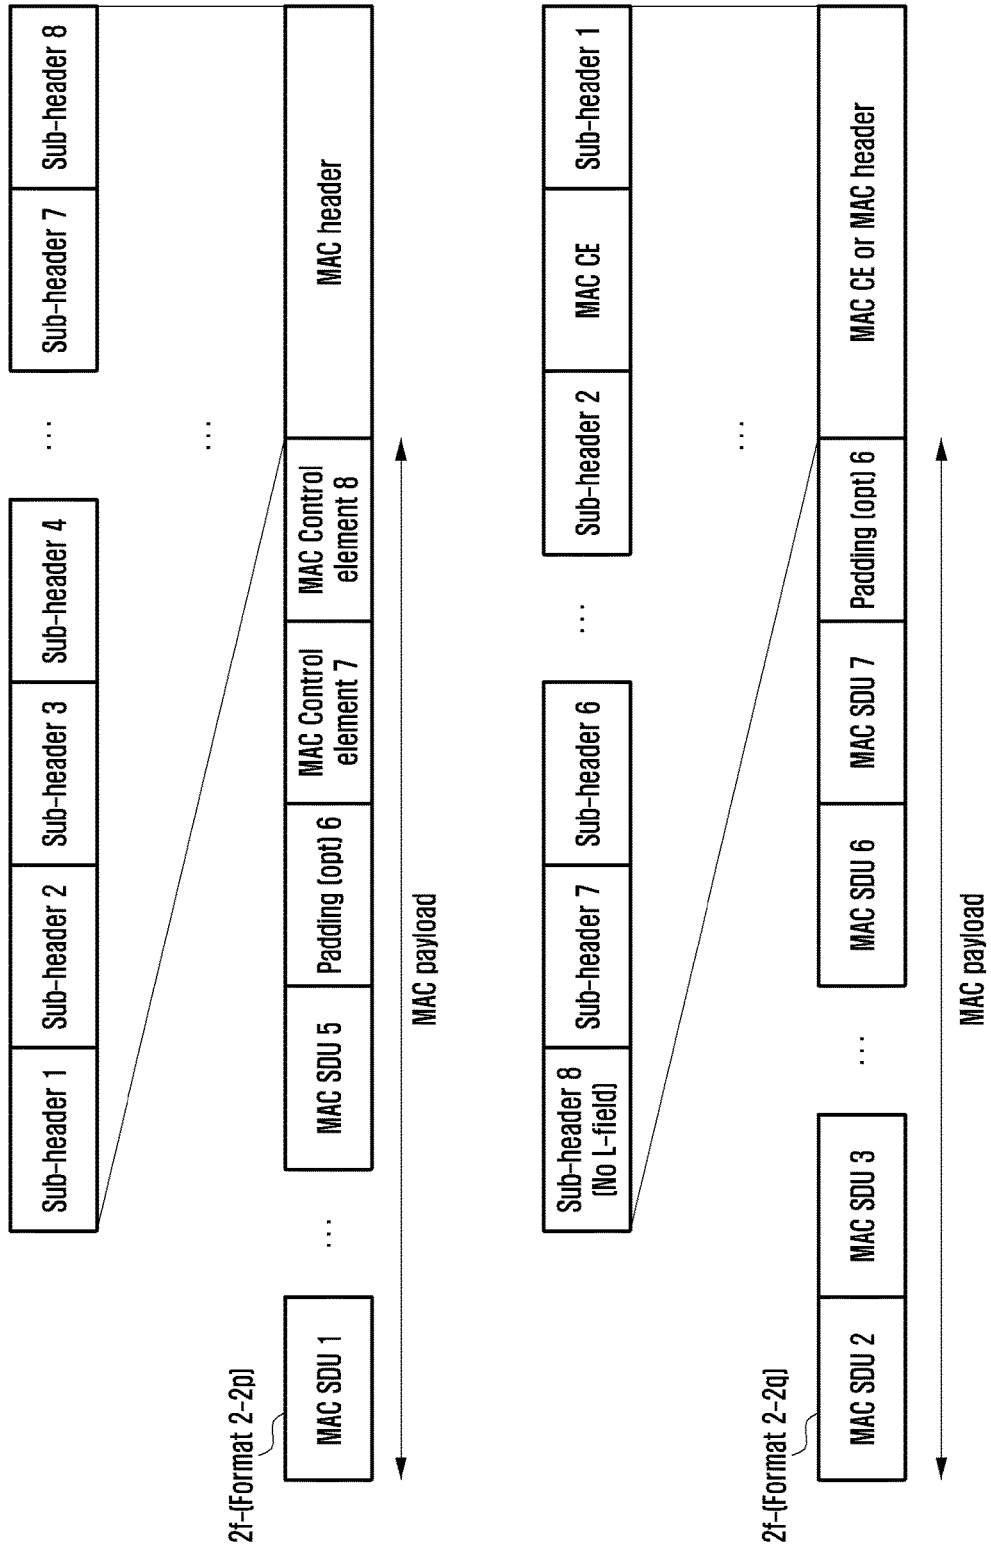 Sub-header 1
Sub-header 2
Sub-header 3
Sub-header 4
...
Sub-header 7
Sub-header 8
...
2f-(Format 2-2p)
MAC SDU 1
...
MAC SDU 5
Padding (opt) 6
MAC Control
element 7
MAC Control
element 8
MAC header
MAC payload
Sub-header 8
(No L-field)
Sub-header 7
Sub-header 6
...
Sub-header 2
MAC CE
Sub-header 1
...
2f-(Format 2-2q)
MAC SDU 2
MAC SDU 3
...
MAC SDU 6
MAC SDU 7
Padding (opt) 6
MAC CE or MAC header
MAC payload